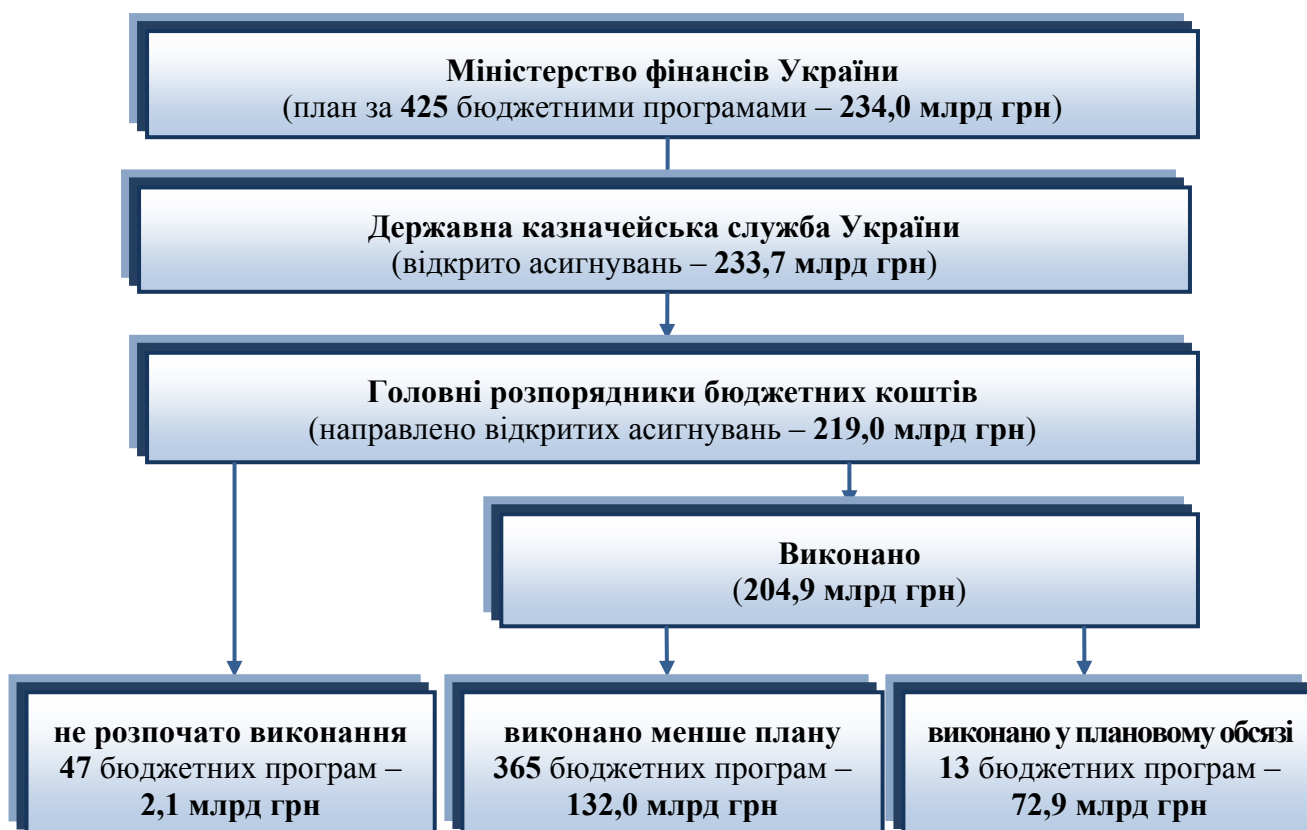 Міністерство фінансів України
(план за 425 бюджетними програмами – 234,0 млрд грн)
Державна казначейська служба України
(відкрито асигнувань – 233,7 млрд грн)
Головні розпорядники бюджетних коштів
(направлено відкритих асигнувань – 219,0 млрд грн)
Виконано
(204,9 млрд грн)
не розпочато виконання
47 бюджетних програм –
2,1 млрд грн
виконано менше плану
365 бюджетних програм –
132,0 млрд грн
виконано у плановому обсязі
13 бюджетних програм –
72,9 млрд грн